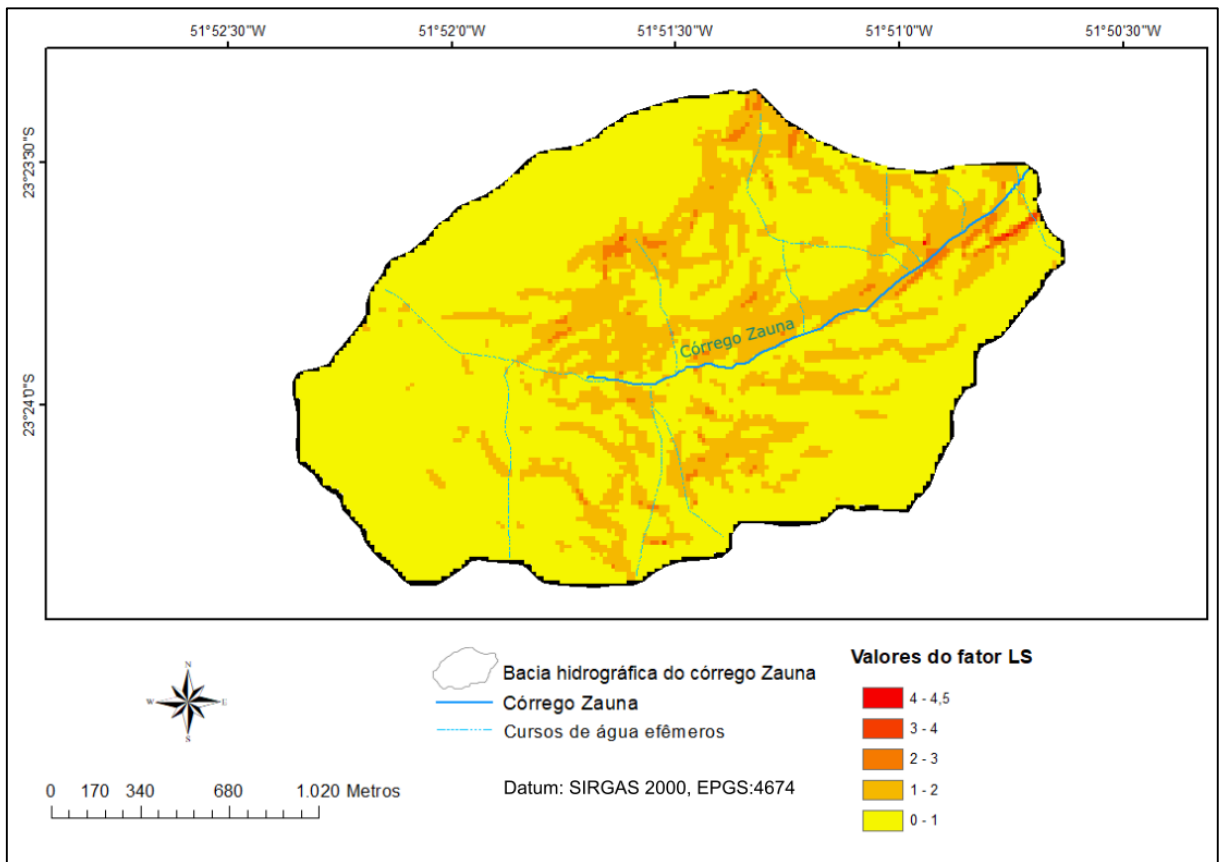 51°52'30"W 51°52'0"W 51°51'30"W 51°51'0"W 51°50'30"W
23°23'30"S
23°24'0"S
Córrego Zauna
N
W E
S
0 170 340 680 1.020 Metros
Bacia hidrográfica do córrego Zauna
Córrego Zauna
Cursos de água efêmeros
Datum: SIRGAS 2000, EPGS:4674
Valores do fator LS
4 - 4,5
3 - 4
2 - 3
1 - 2
0 - 1